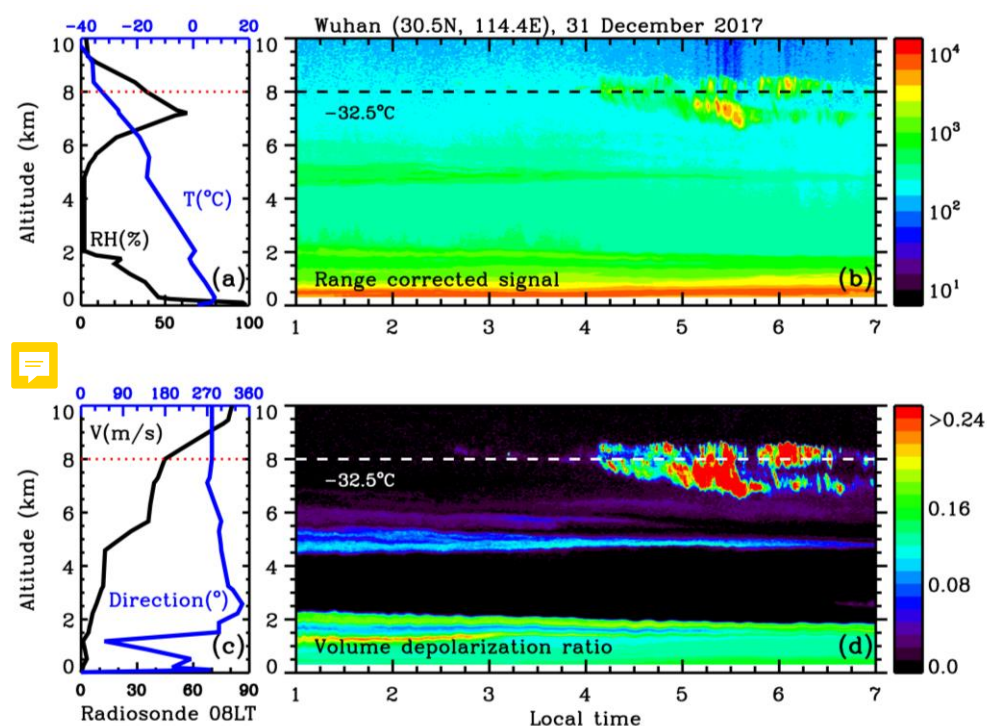 -40 -20 0 20
Wuhan (30.5N, 114.4E), 31 December 2017
Altitude (km)
10
8
6
4
2
0
T(°C)
RH(%)
(a)
0 50 100
10
8
6
4
2
0
-32.5°C
Range corrected signal
(b)
1 2 3 4 5 6 7
10⁴
10³
10²
10¹
0 90 180 270 360
Altitude (km)
10
8
6
4
2
0
V(m/s)
Direction(°)
(c)
0 30 60 90
Radiosonde 08LT
10
8
6
4
2
0
-32.5°C
Volume depolarization ratio
(d)
1 2 3 4 5 6 7
Local time
>0.24
0.16
0.08
0.0